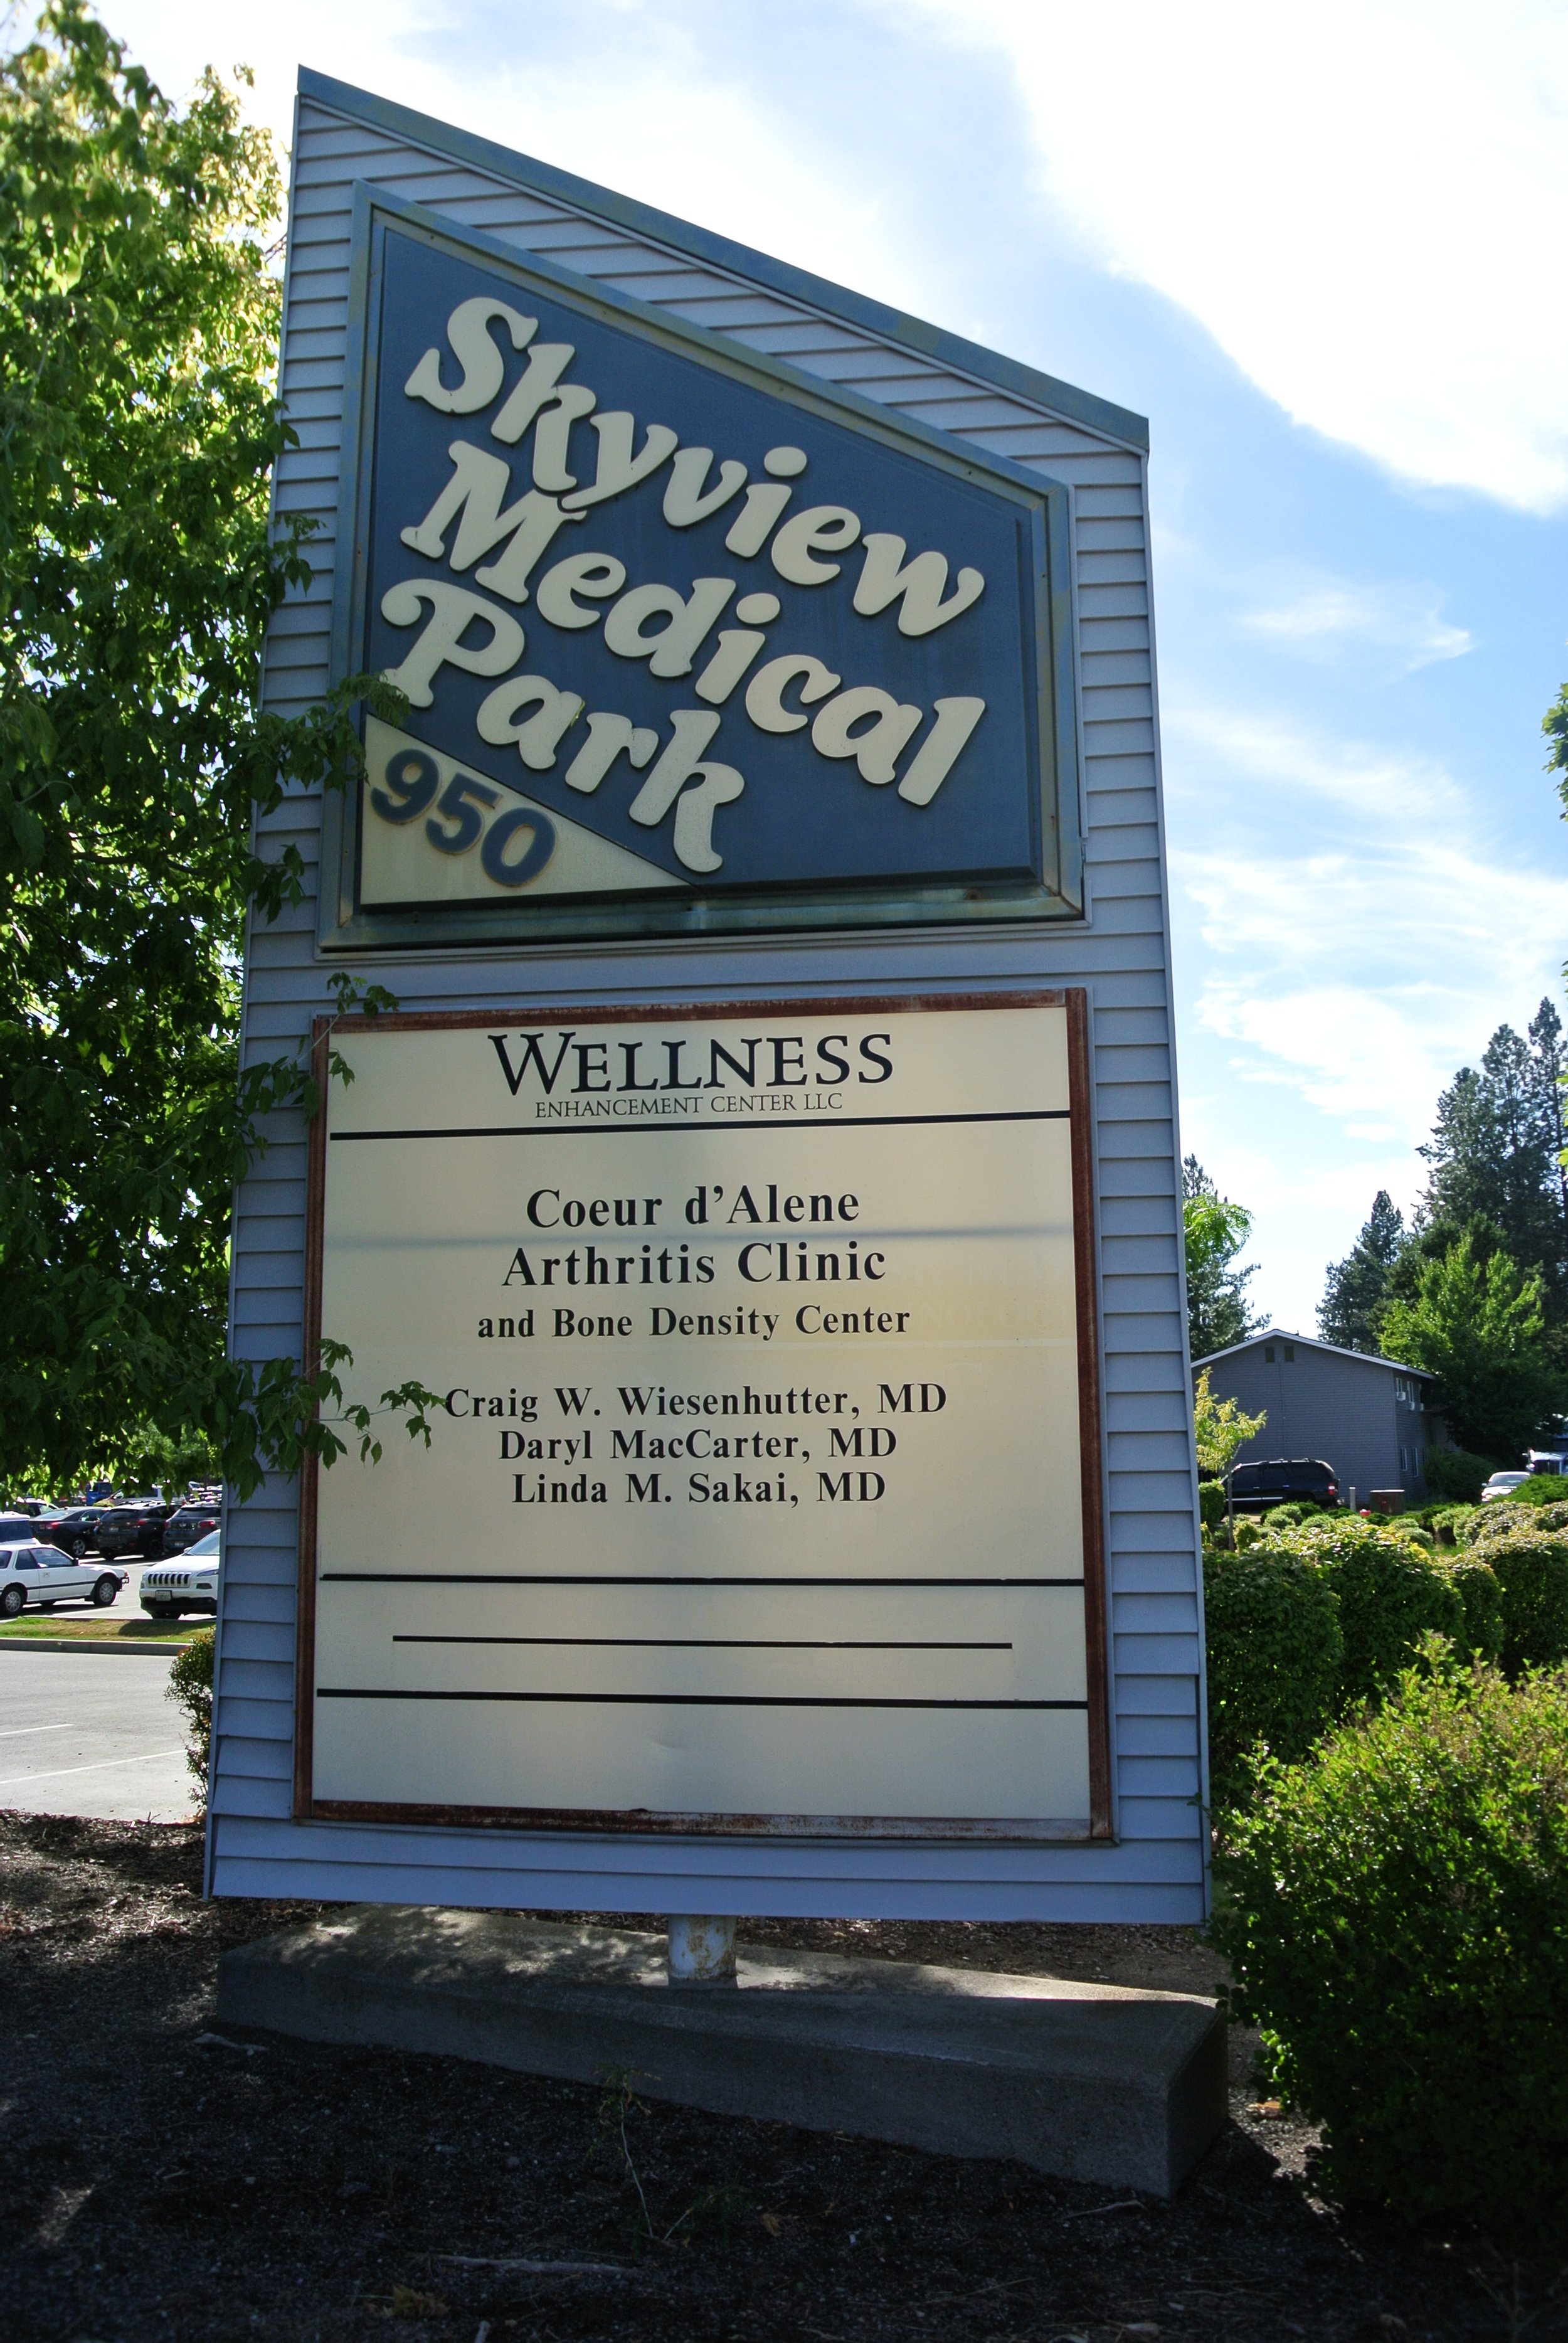 Skyview
Medical
Park
950
WELLNESS
ENHANCEMENT CENTER LLC
Coeur d'Alene
Arthritis Clinic
and Bone Density Center
Craig W. Wiesenhutter, MD
Daryl MacCarter, MD
Linda M. Sakai, MD